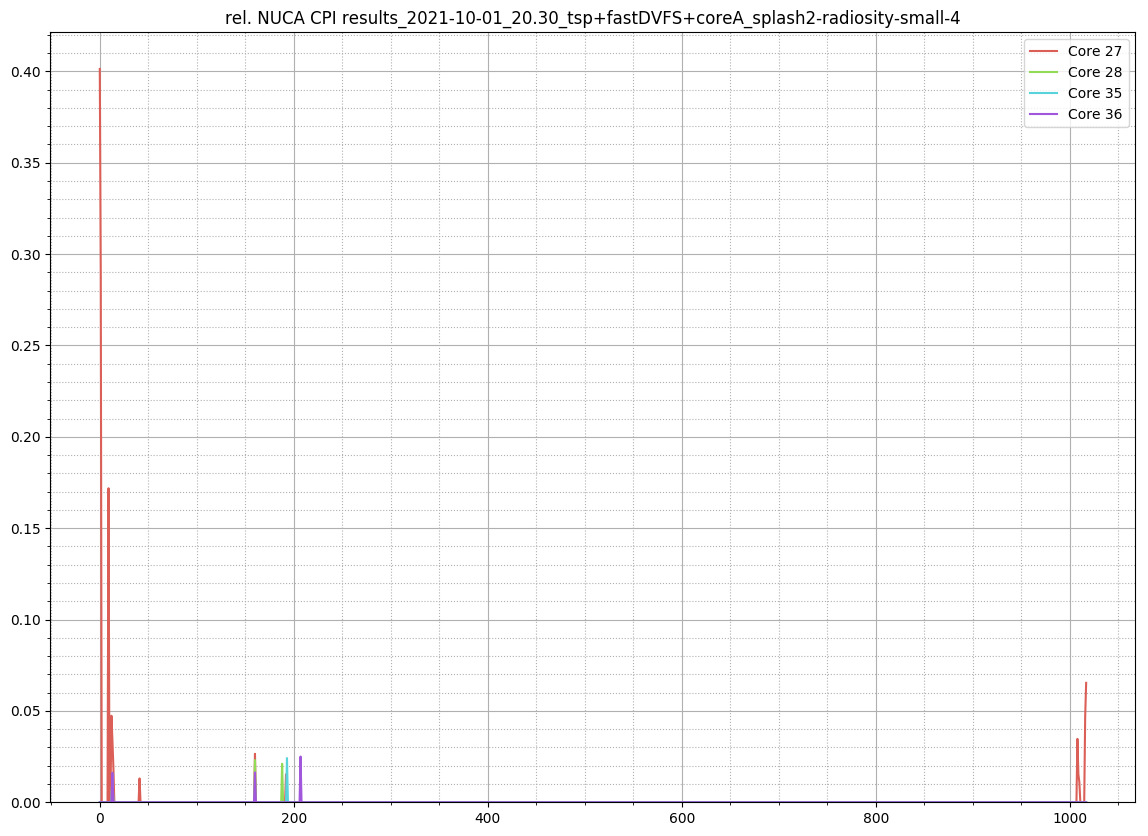 rel. NUCA CPI results_2021-10-01_20.30_tsp+fastDVFS+coreA_splash2-radiosity-small-4
Core 27
Core 28
Core 35
Core 36
0.40
0.35
0.30
0.25
0.20
0.15
0.10
0.05
0.00
0 200 400 600 800 1000